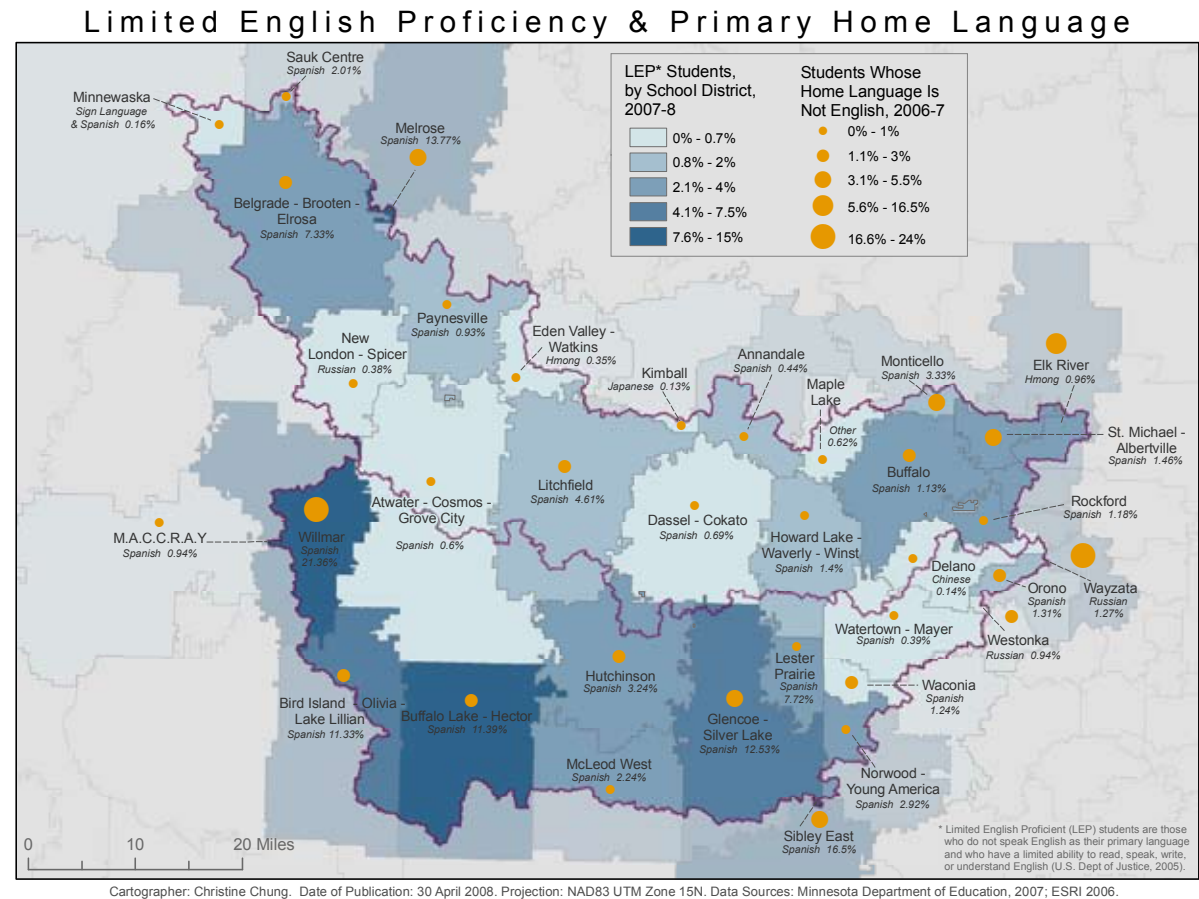 Limited English Proficiency & Primary Home Language
Sauk Centre
Spanish 2.01%
Minnewaska
Sign Language
& Spanish 0.16%
Melrose
Spanish 13.77%
LEP* Students,
by School District,
2007-8
0% - 0.7%
0.8% - 2%
2.1% - 4%
4.1% - 7.5%
7.6% - 15%
Students Whose
Home Language Is
Not English, 2006-7
0% - 1%
1.1% - 3%
3.1% - 5.5%
5.6% - 16.5%
16.6% - 24%
Belgrade - Brooten -
Elrosa
Spanish 7.33%
Paynesville
Spanish 0.93%
New
London - Spicer
Russian 0.38%
Eden Valley -
Watkins
Hmong 0.35%
Kimball
Japanese 0.13%
Annandale
Spanish 0.44%
Maple
Lake
Other
0.62%
Monticello
Spanish 3.33%
Elk River
Hmong 0.96%
St. Michael -
Albertville
Spanish 1.46%
Buffalo
Spanish 1.13%
Rockford
Spanish 1.18%
Litchfield
Spanish 4.61%
Atwater - Cosmos -
Grove City
Spanish 0.6%
Dassel - Cokato
Spanish 0.69%
Howard Lake -
Waverly - Winst
Spanish 1.4%
M.A.C.C.R.A.Y
Spanish 0.94%
Willmar
Spanish
21.36%
Delano
Chinese
0.14%
Orono
Spanish
1.31%
Wayzata
Russian
1.27%
Westonka
Russian 0.94%
Watertown - Mayer
Spanish 0.39%
Waconia
Spanish
1.24%
Lester
Prairie
Spanish
7.72%
Hutchinson
Spanish 3.24%
Glencoe -
Silver Lake
Spanish 12.53%
Bird Island - Olivia -
Lake Lillian
Spanish 11.33%
Buffalo Lake - Hector
Spanish 11.39%
McLeod West
Spanish 2.24%
Norwood -
Young America
Spanish 2.92%
Sibley East
Spanish 16.5%
0 10 20 Miles
* Limited English Proficient (LEP) students are those
who do not speak English as their primary language
and who have a limited ability to read, speak, write,
or understand English (U.S. Dept of Justice, 2005).
Cartographer: Christine Chung. Date of Publication: 30 April 2008. Projection: NAD83 UTM Zone 15N. Data Sources: Minnesota Department of Education, 2007; ESRI 2006.